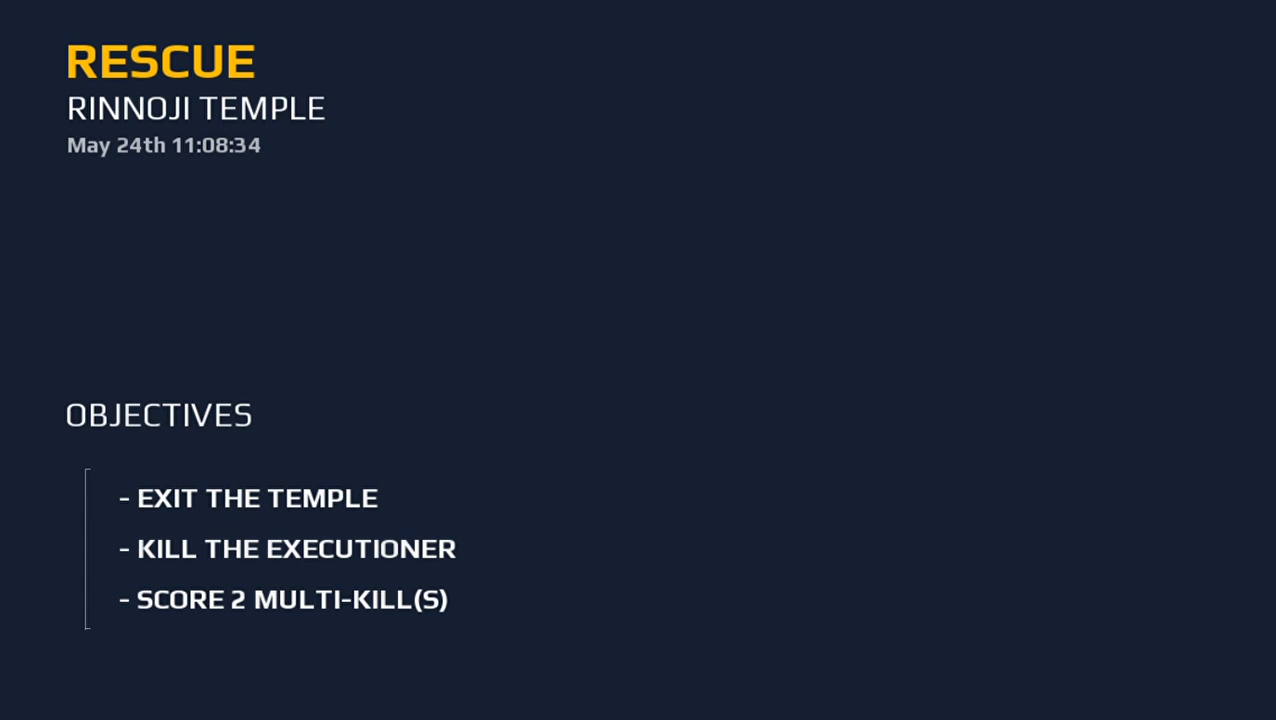 RESCUE
RINNOJI TEMPLE
May 24th 11:08:34
OBJECTIVES
- EXIT THE TEMPLE
- KILL THE EXECUTIONER
- SCORE 2 MULTI-KILL(S)